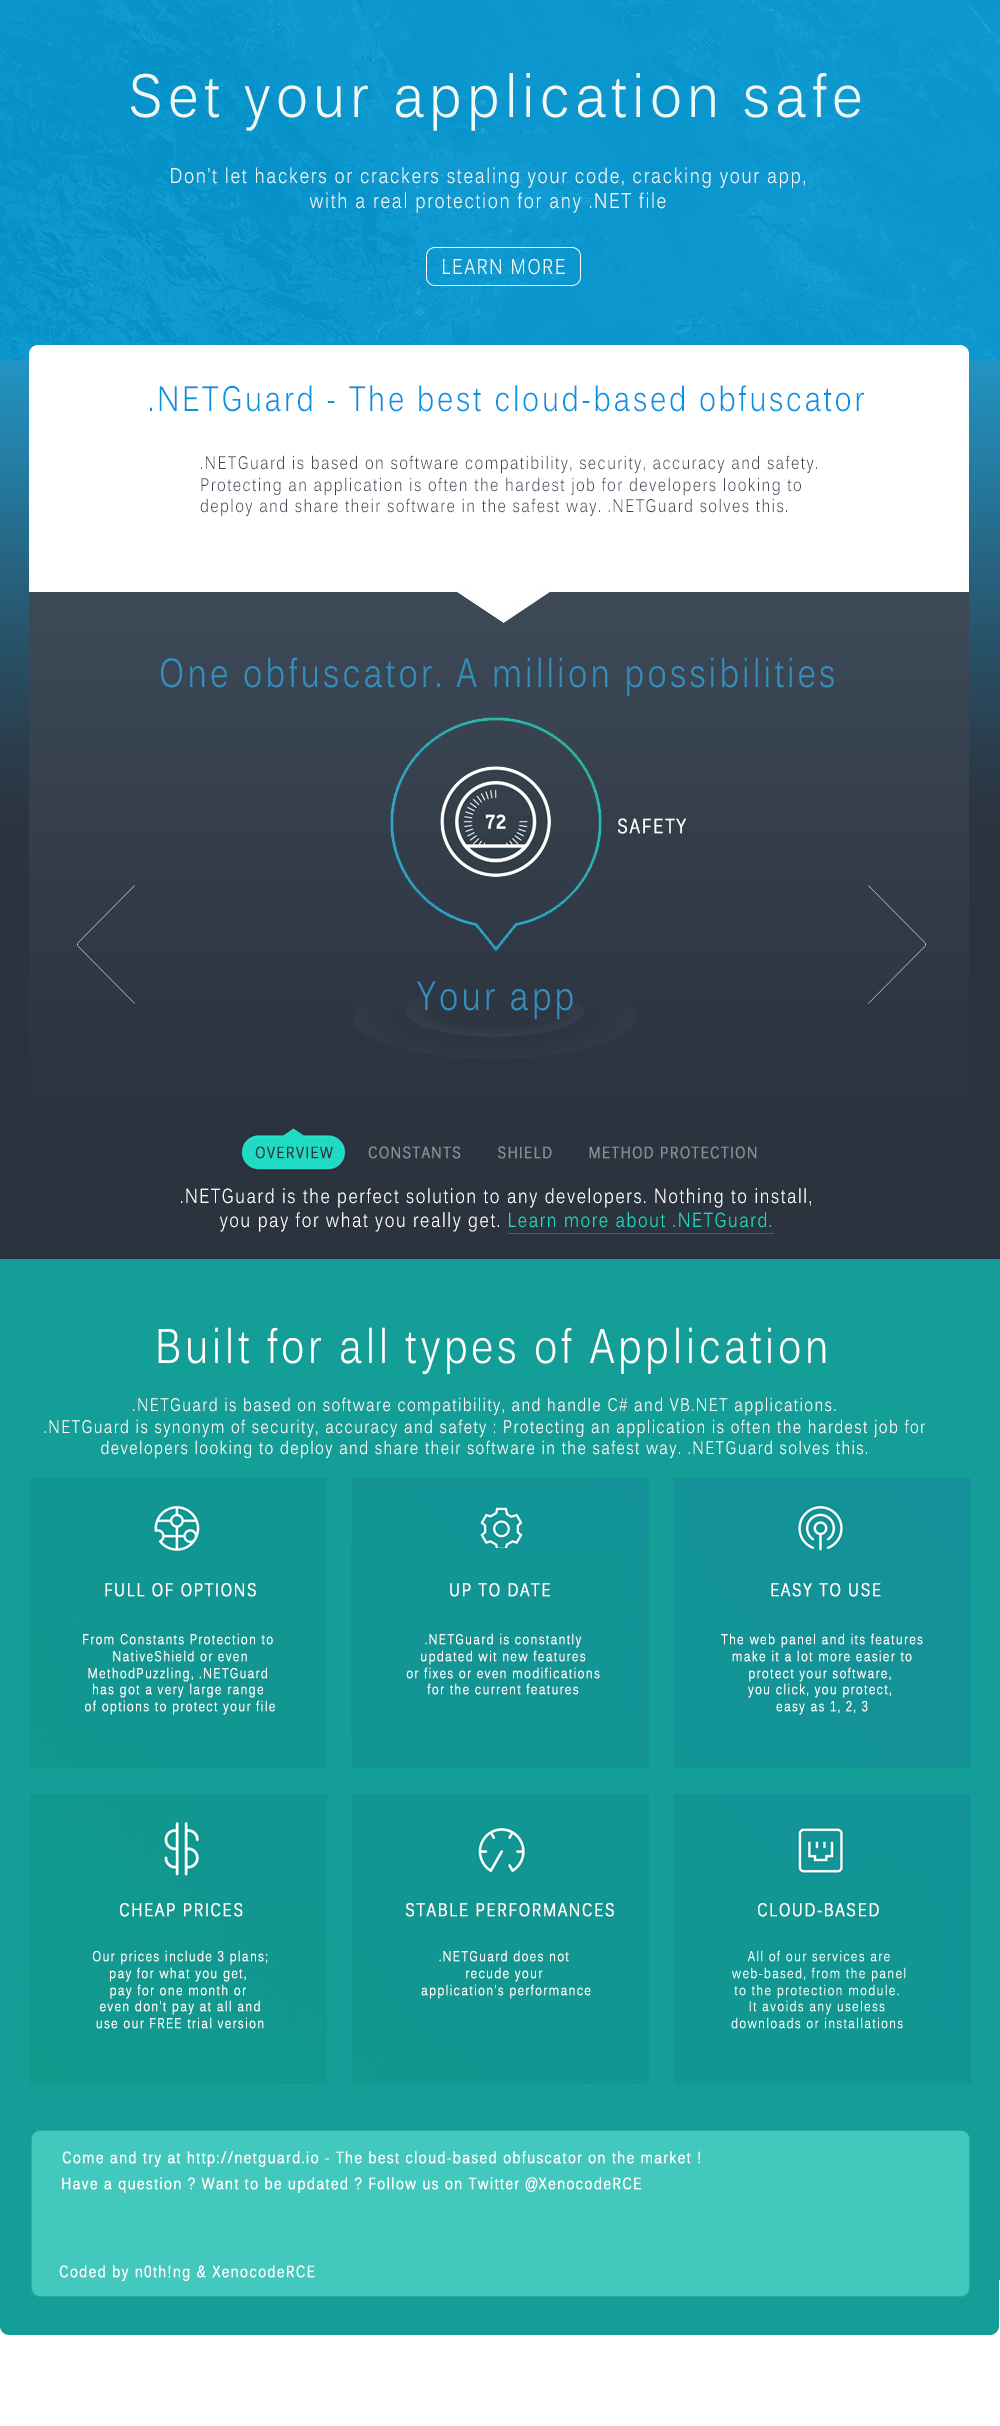 Set your application safe
Don't let hackers or crackers stealing your code, cracking your app,
with a real protection for any .NET file
LEARN MORE
.NETGuard - The best cloud-based obfuscator
.NETGuard is based on software compatibility, security, accuracy and safety.
Protecting an application is often the hardest job for developers looking to
deploy and share their software in the safest way. .NETGuard solves this.
One obfuscator. A million possibilities
72
SAFETY
Your app
OVERVIEW CONSTANTS SHIELD METHOD PROTECTION
.NETGuard is the perfect solution to any developers. Nothing to install,
you pay for what you really get. Learn more about .NETGuard.
Built for all types of Application
.NETGuard is based on software compatibility, and handle C# and VB.NET applications.
.NETGuard is synonym of security, accuracy and safety : Protecting an application is often the hardest job for
developers looking to deploy and share their software in the safest way. .NETGuard solves this.
FULL OF OPTIONS
From Constants Protection to
NativeShield or even
MethodPuzzling, .NETGuard
has got a very large range
of options to protect your file
UP TO DATE
.NETGuard is constantly
updated wit new features
or fixes or even modifications
for the current features
EASY TO USE
The web panel and its features
make it a lot more easier to
protect your software,
you click, you protect,
easy as 1, 2, 3
CHEAP PRICES
Our prices include 3 plans;
pay for what you get,
pay for one month or
even don't pay at all and
use our FREE trial version
STABLE PERFORMANCES
.NETGuard does not
recude your
application's performance
CLOUD-BASED
All of our services are
web-based, from the panel
to the protection module.
It avoids any useless
downloads or installations
Come and try at http://netguard.io - The best cloud-based obfuscator on the market !
Have a question ? Want to be updated ? Follow us on Twitter @XenocodeRCE
Coded by n0th!ng & XenocodeRCE